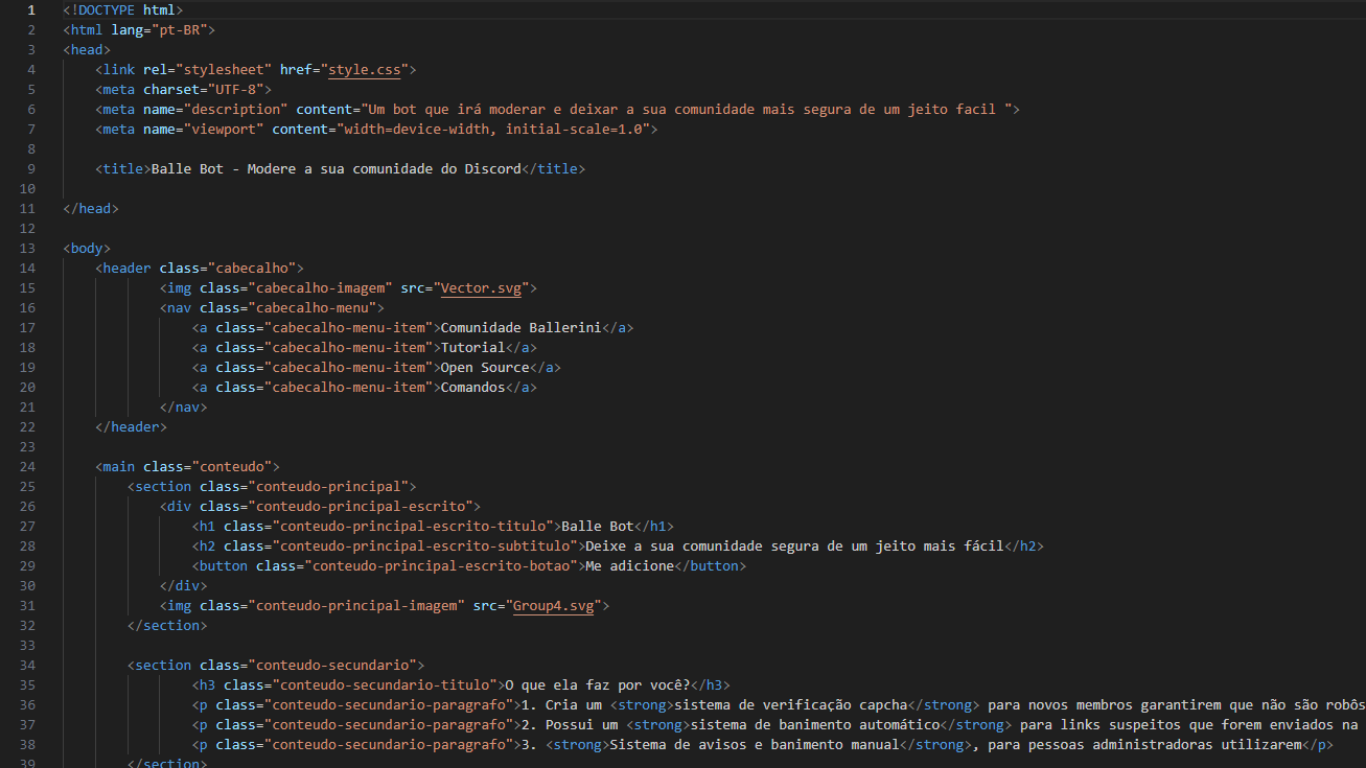 1 <!DOCTYPE html>
2 <html lang="pt-BR">
3 <head>
4 <link rel="stylesheet" href="style.css">
5 <meta charset="UTF-8">
6 <meta name="description" content="Um bot que irá moderar e deixar a sua comunidade mais segura de um jeito facil ">
7 <meta name="viewport" content="width=device-width, initial-scale=1.0">
8
9 <title>Balle Bot - Modere a sua comunidade do Discord</title>
10
11 </head>
12
13 <body>
14 <header class="cabecalho">
15 <img class="cabecalho-imagem" src="Vector.svg">
16 <nav class="cabecalho-menu">
17 <a class="cabecalho-menu-item">Comunidade Ballerini</a>
18 <a class="cabecalho-menu-item">Tutorial</a>
19 <a class="cabecalho-menu-item">Open Source</a>
20 <a class="cabecalho-menu-item">Comandos</a>
21 </nav>
22 </header>
23
24 <main class="conteudo">
25 <section class="conteudo-principal">
26 <div class="conteudo-principal-escrito">
27 <h1 class="conteudo-principal-escrito-titulo">Balle Bot</h1>
28 <h2 class="conteudo-principal-escrito-subtitulo">Deixe a sua comunidade segura de um jeito mais fácil</h2>
29 <button class="conteudo-principal-escrito-botao">Me adicione</button>
30 </div>
31 <img class="conteudo-principal-imagem" src="Group4.svg">
32 </section>
33
34 <section class="conteudo-secundario">
35 <h3 class="conteudo-secundario-titulo">O que ela faz por você?</h3>
36 <p class="conteudo-secundario-paragrafo">1. Cria um <strong>sistema de verificação capcha</strong> para novos membros garantirem que não são robôs
37 <p class="conteudo-secundario-paragrafo">2. Possui um <strong>sistema de banimento automático</strong> para links suspeitos que forem enviados na
38 <p class="conteudo-secundario-paragrafo">3. <strong>Sistema de avisos e banimento manual</strong>, para pessoas administradoras utilizarem</p>
39 </section>